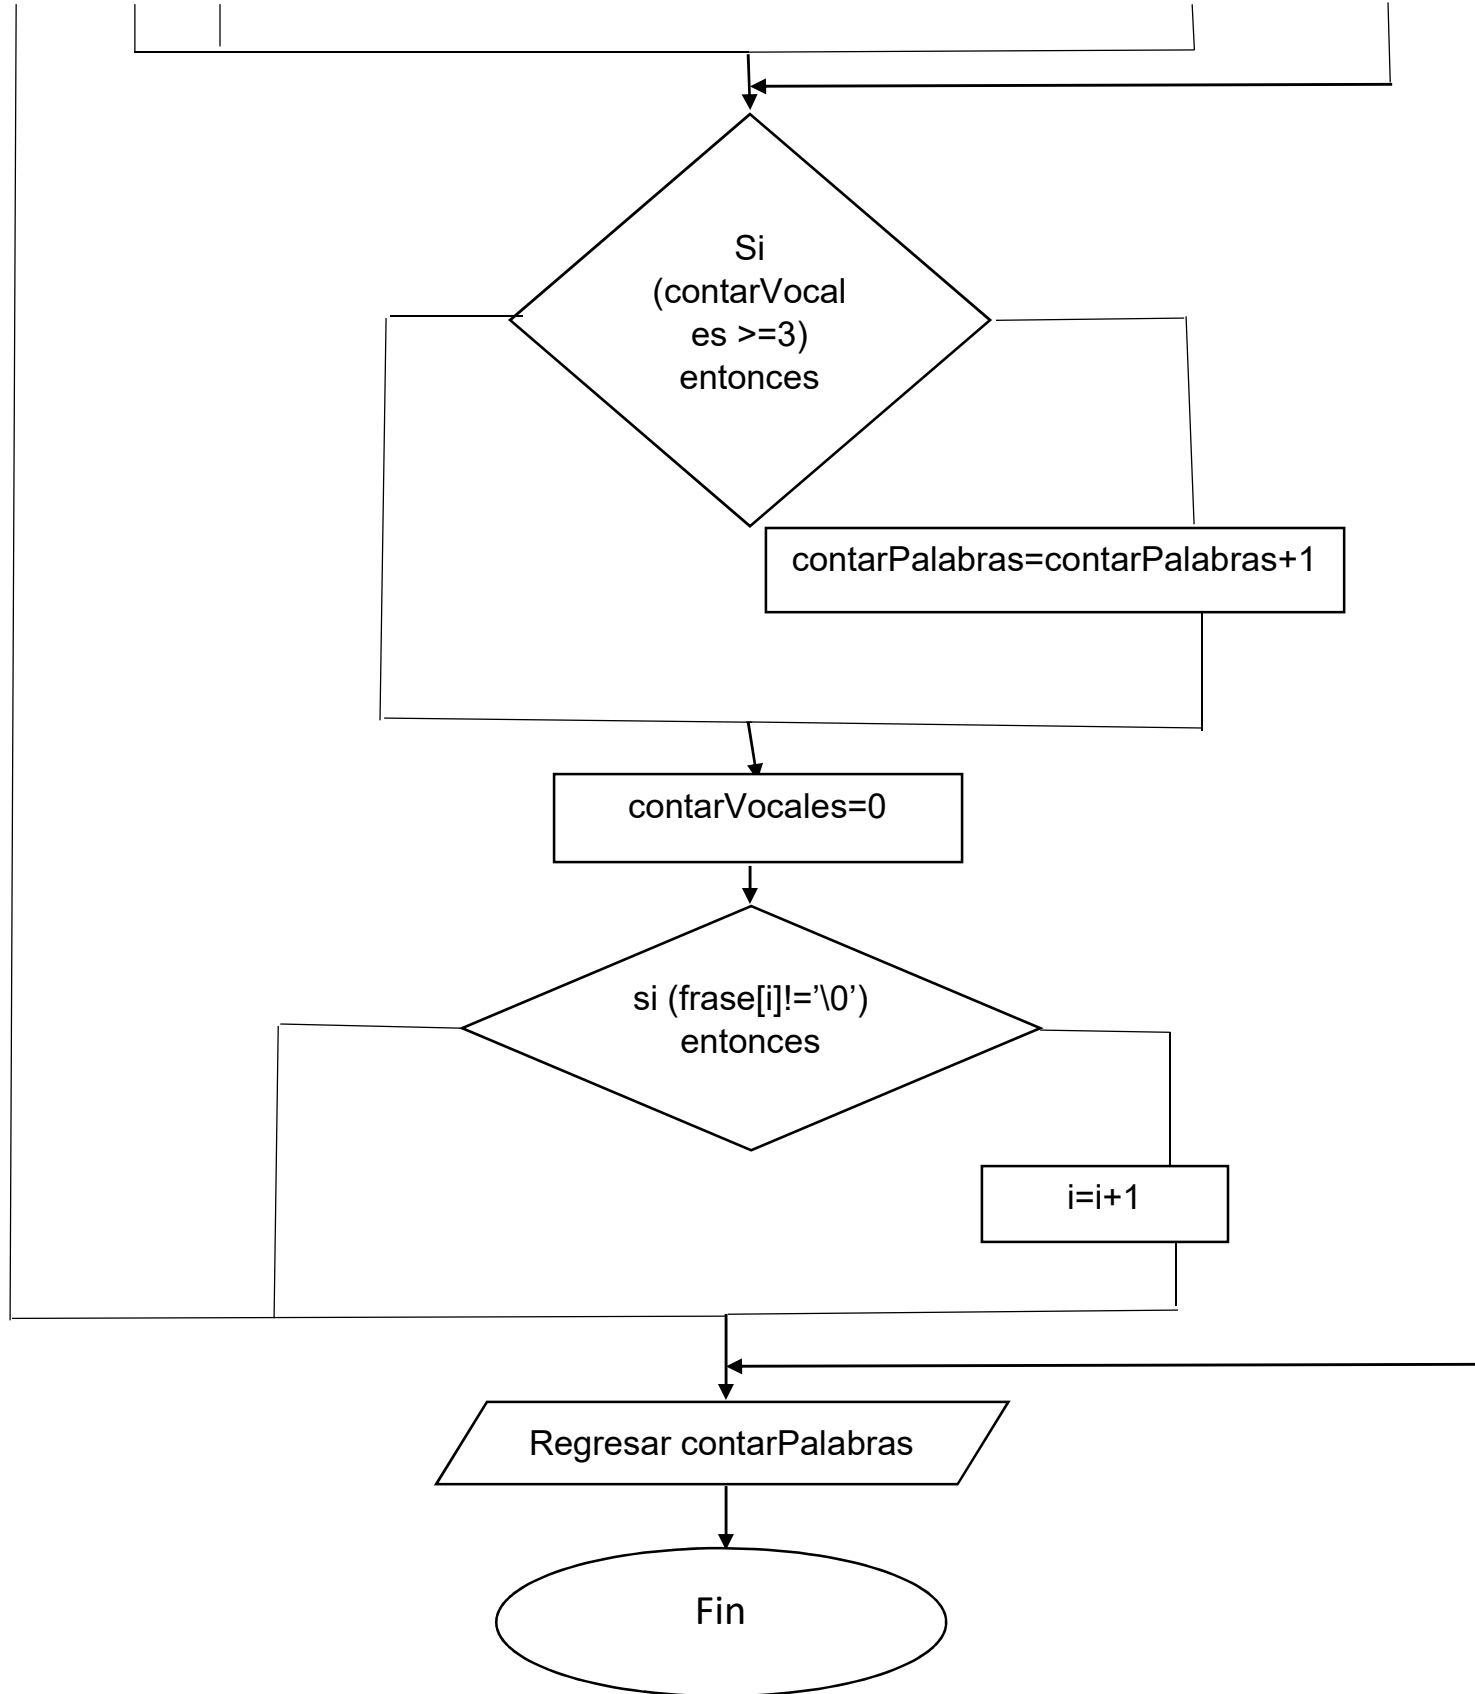 Si
(contarVocal
es >=3)
entonces
contarPalabras=contarPalabras+1
contarVocales=0
si (frase[i]!=’\0’)
entonces
i=i+1
Regresar contarPalabras
Fin